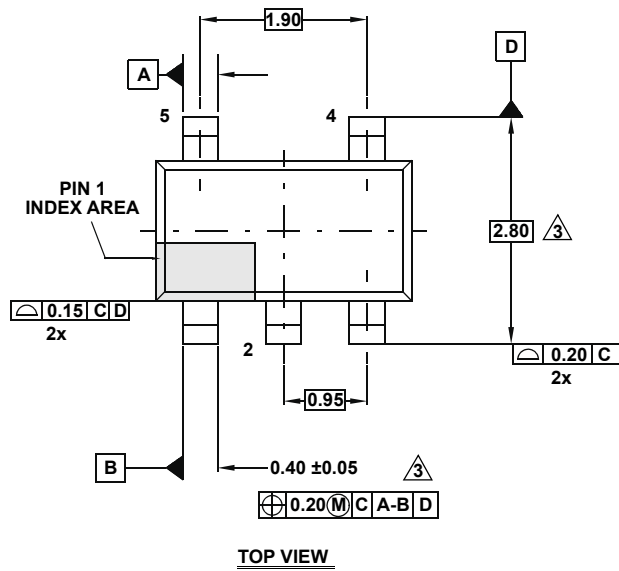 1.90
A
D
5
4
PIN 1
INDEX AREA
2.80
3
⌓ 0.15 C D
2x
2
⌓ 0.20 C
2x
0.95
B
0.40 ±0.05
3
⌖ 0.20 Ⓜ C A-B D
TOP VIEW